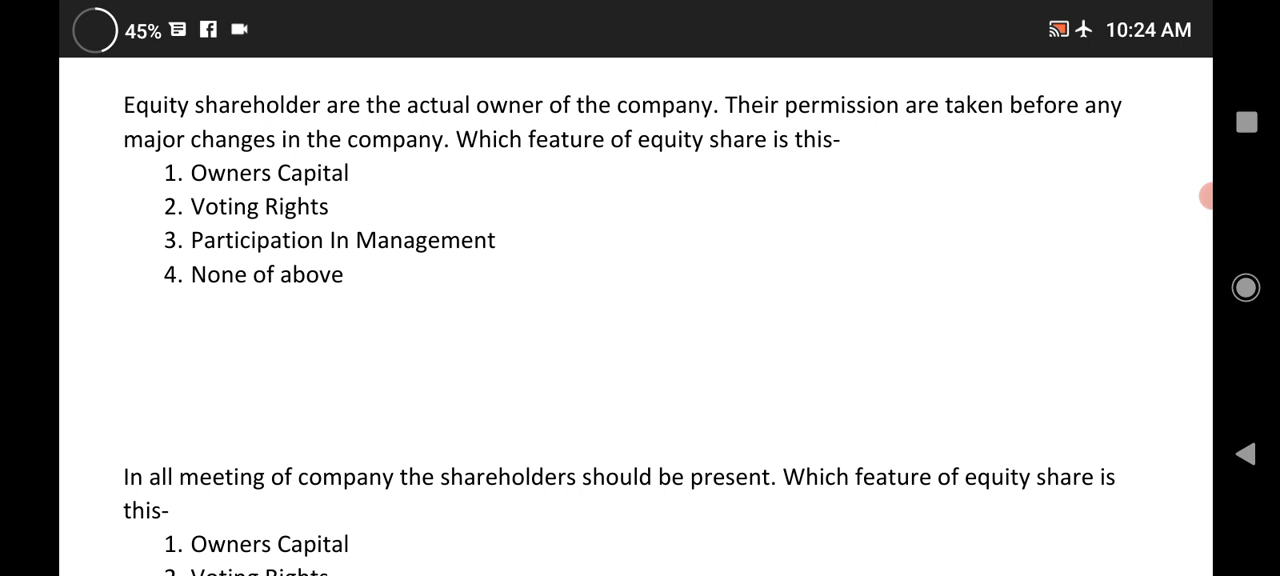 45% 10:24 AM
Equity shareholder are the actual owner of the company. Their permission are taken before any
major changes in the company. Which feature of equity share is this-
1. Owners Capital
2. Voting Rights
3. Participation In Management
4. None of above
In all meeting of company the shareholders should be present. Which feature of equity share is
this-
1. Owners Capital
2. Voting Rights